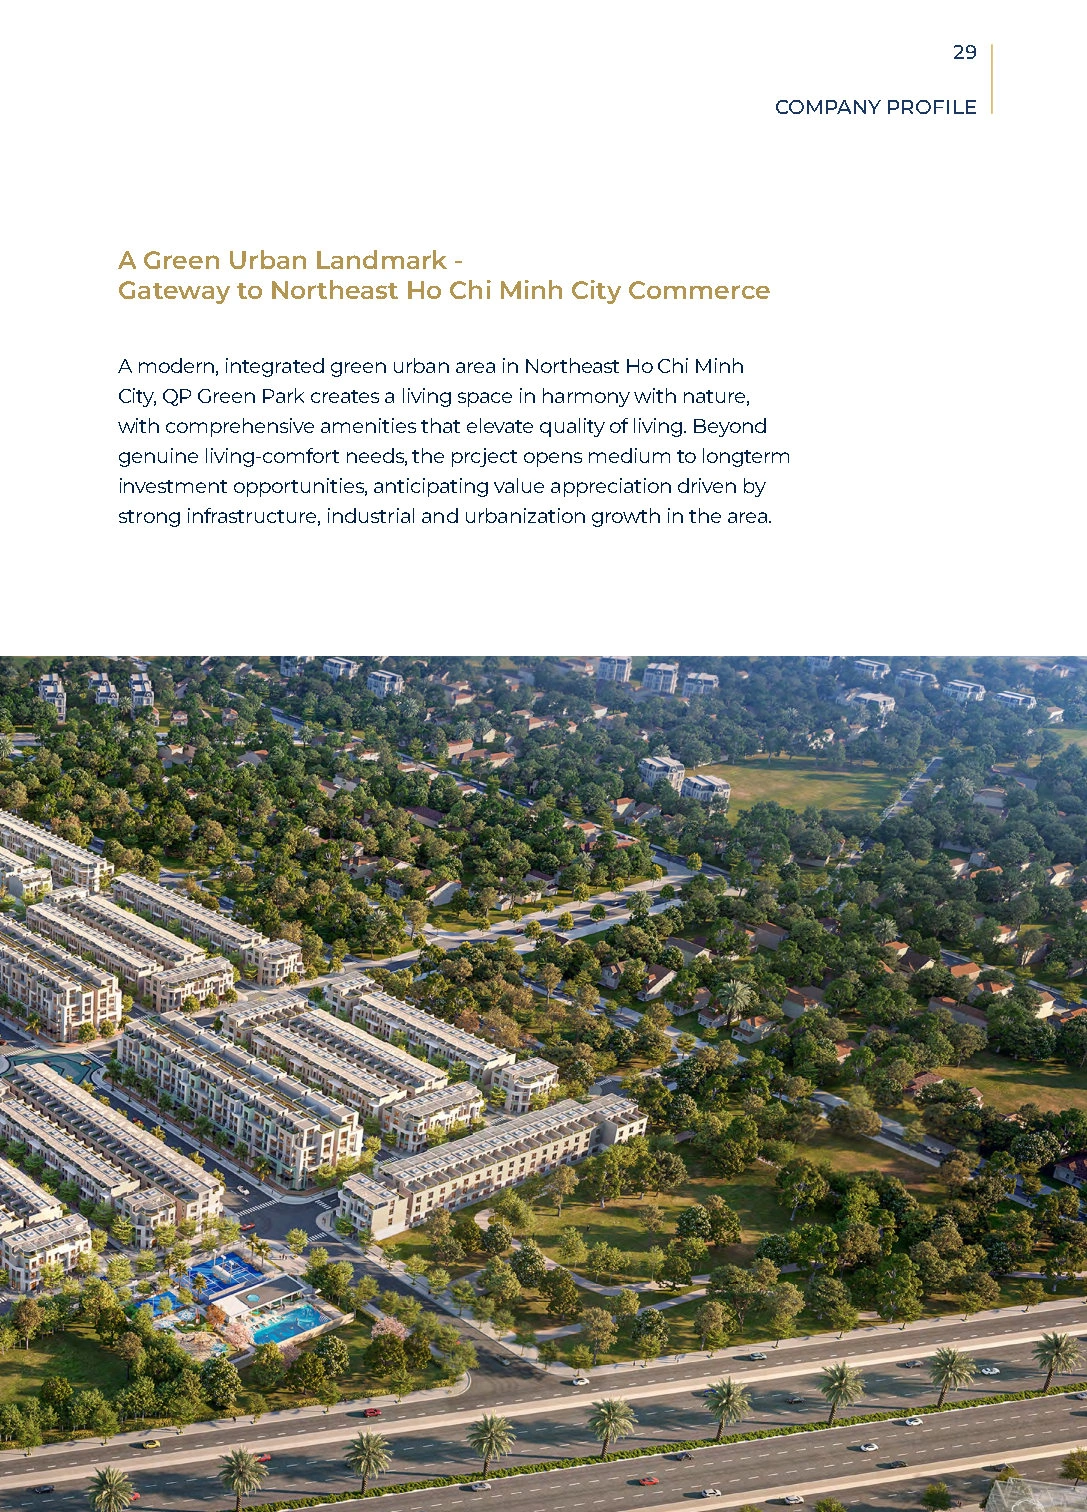 29
COMPANY PROFILE
A Green Urban Landmark -
Gateway to Northeast Ho Chi Minh City Commerce
A modern, integrated green urban area in Northeast Ho Chi Minh
City, QP Green Park creates a living space in harmony with nature,
with comprehensive amenities that elevate quality of living. Beyond
genuine living-comfort needs, the project opens medium to longterm
investment opportunities, anticipating value appreciation driven by
strong infrastructure, industrial and urbanization growth in the area.